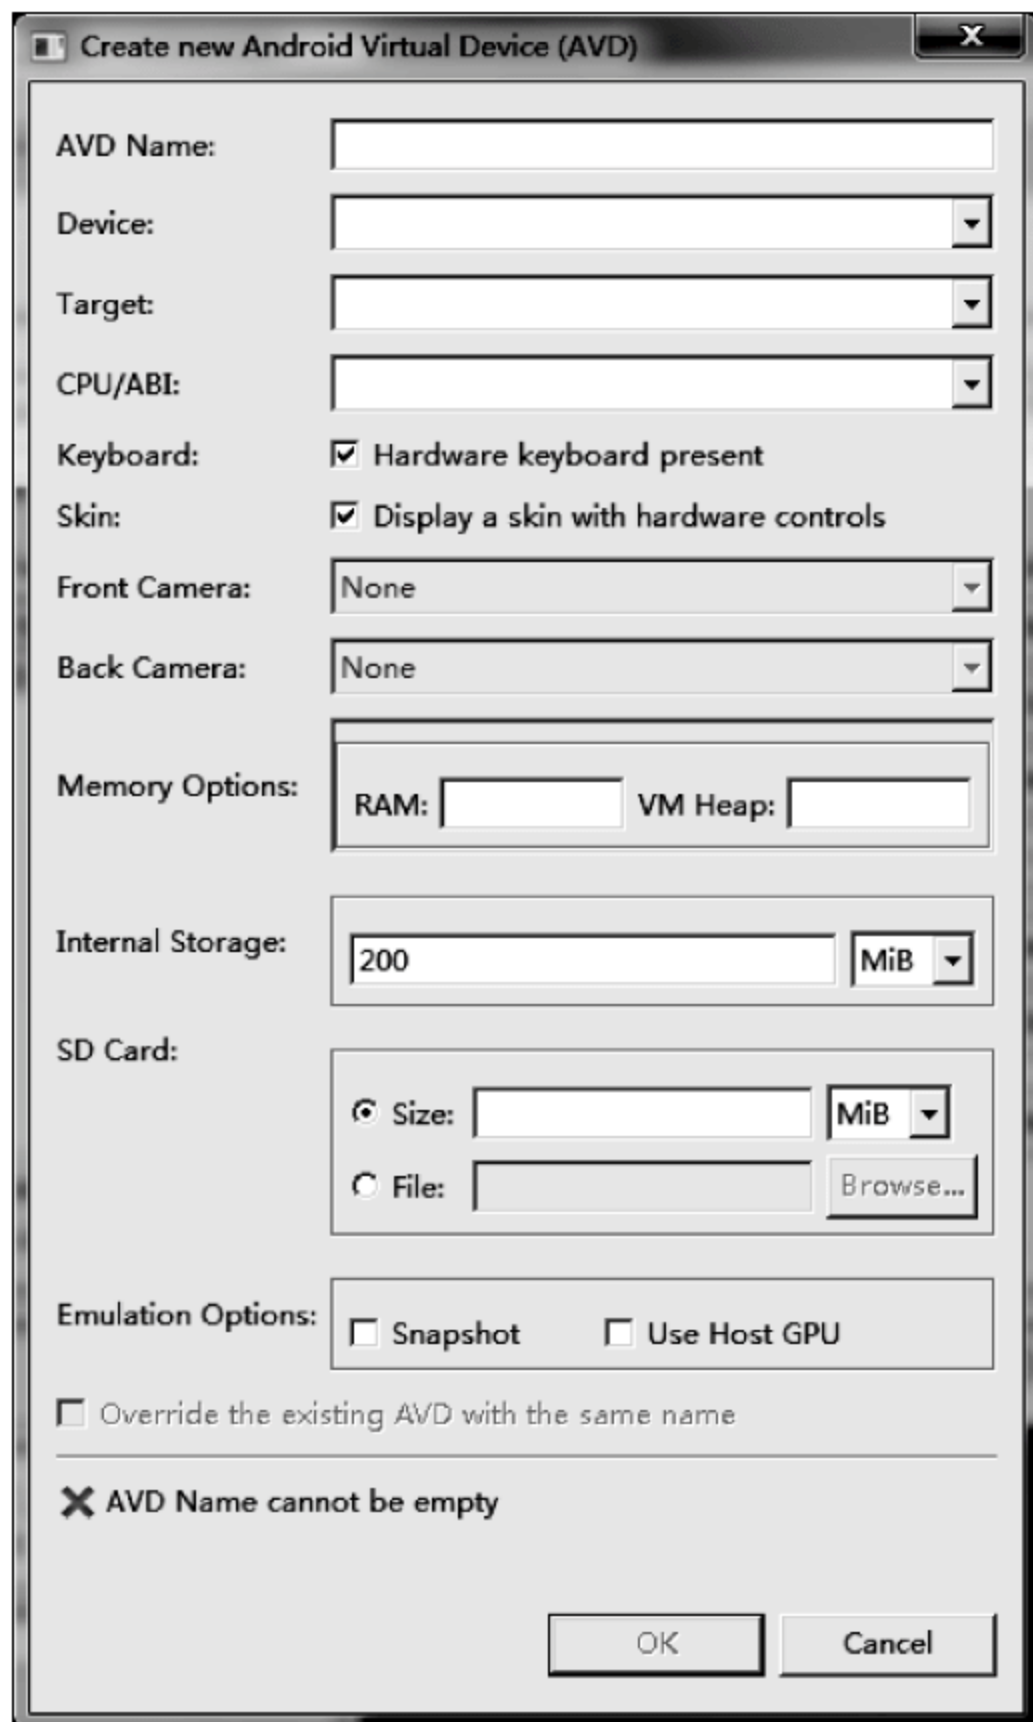 Create new Android Virtual Device (AVD)
AVD Name:
Device:
Target:
CPU/ABI:
Keyboard: Hardware keyboard present
Skin: Display a skin with hardware controls
Front Camera: None
Back Camera: None
Memory Options: RAM: VM Heap:
Internal Storage: 200 MiB
SD Card:
Size: MiB
File: Browse...
Emulation Options: Snapshot Use Host GPU
Override the existing AVD with the same name
AVD Name cannot be empty
OK Cancel